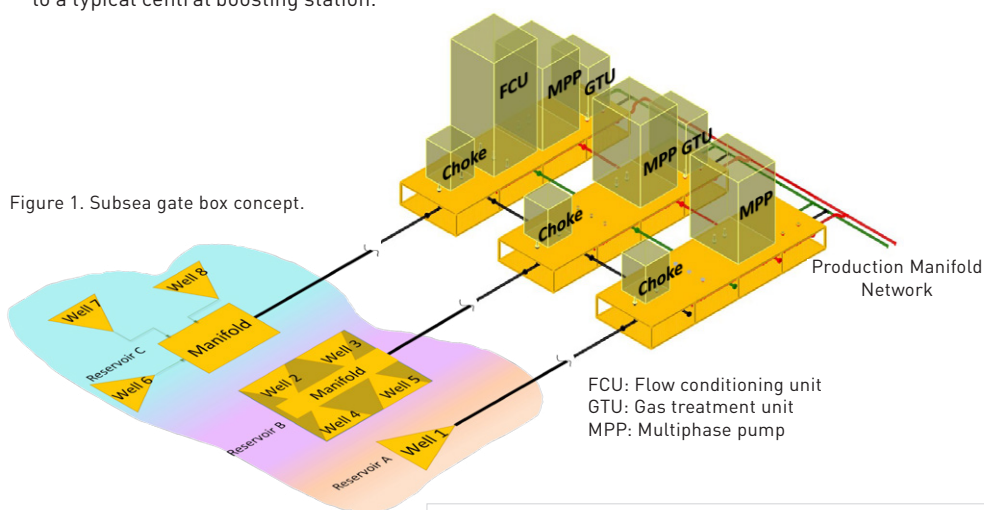 to a typical central boosting station.
FCU
MPP
GTU
Choke
MPP
GTU
Choke
MPP
Choke
Figure 1. Subsea gate box concept.
Production Manifold
Network
Well 8
Well 7
Manifold
Reservoir C
Well 6
Well 3
Well 2
Manifold
Well 5
Well 4
Reservoir B
Well 1
Reservoir A
FCU: Flow conditioning unit
GTU: Gas treatment unit
MPP: Multiphase pump